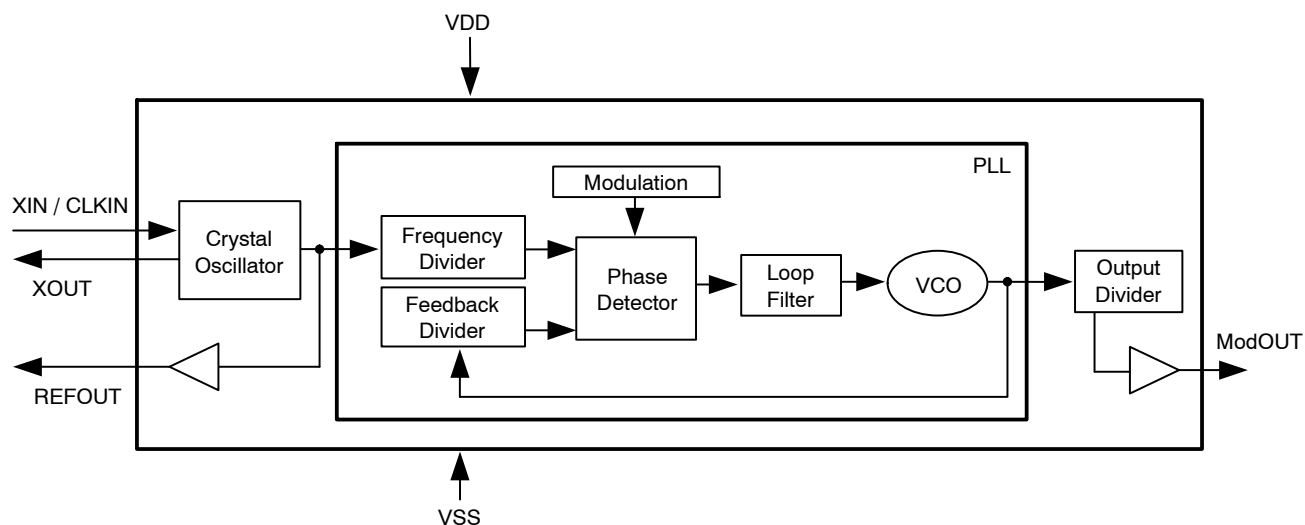 VDD
PLL
Modulation
XIN / CLKIN
Crystal
Oscillator
XOUT
Frequency
Divider
Feedback
Divider
Phase
Detector
Loop
Filter
VCO
Output
Divider
ModOUT
REFOUT
VSS